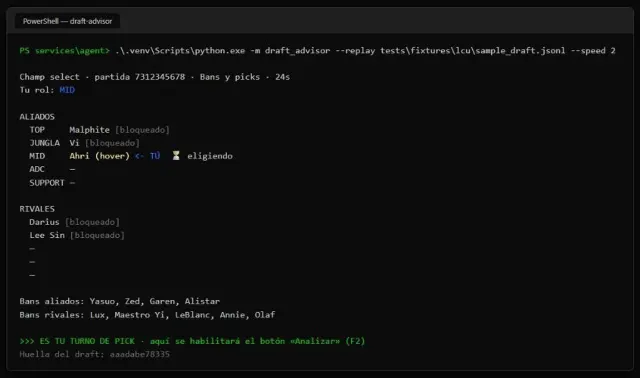 PowerShell — draft-advisor
PS services\agent> .\.venv\Scripts\python.exe -m draft_advisor --replay tests\fixtures\lcu\sample_draft.jsonl --speed 2
Champ select · partida 7312345678 · Bans y picks · 24s
Tu rol: MID
ALIADOS
TOP Malphite [bloqueado]
JUNGLA Vi [bloqueado]
MID Ahri (hover) <- TÚ ⏳ eligiendo
ADC —
SUPPORT —
RIVALES
Darius [bloqueado]
Lee Sin [bloqueado]
—
—
—
Bans aliados: Yasuo, Zed, Garen, Alistar
Bans rivales: Lux, Maestro Yi, LeBlanc, Annie, Olaf
>>> ES TU TURNO DE PICK - aquí se habilitará el botón «Analizar» (F2)
Huella del draft: aaadabe78335